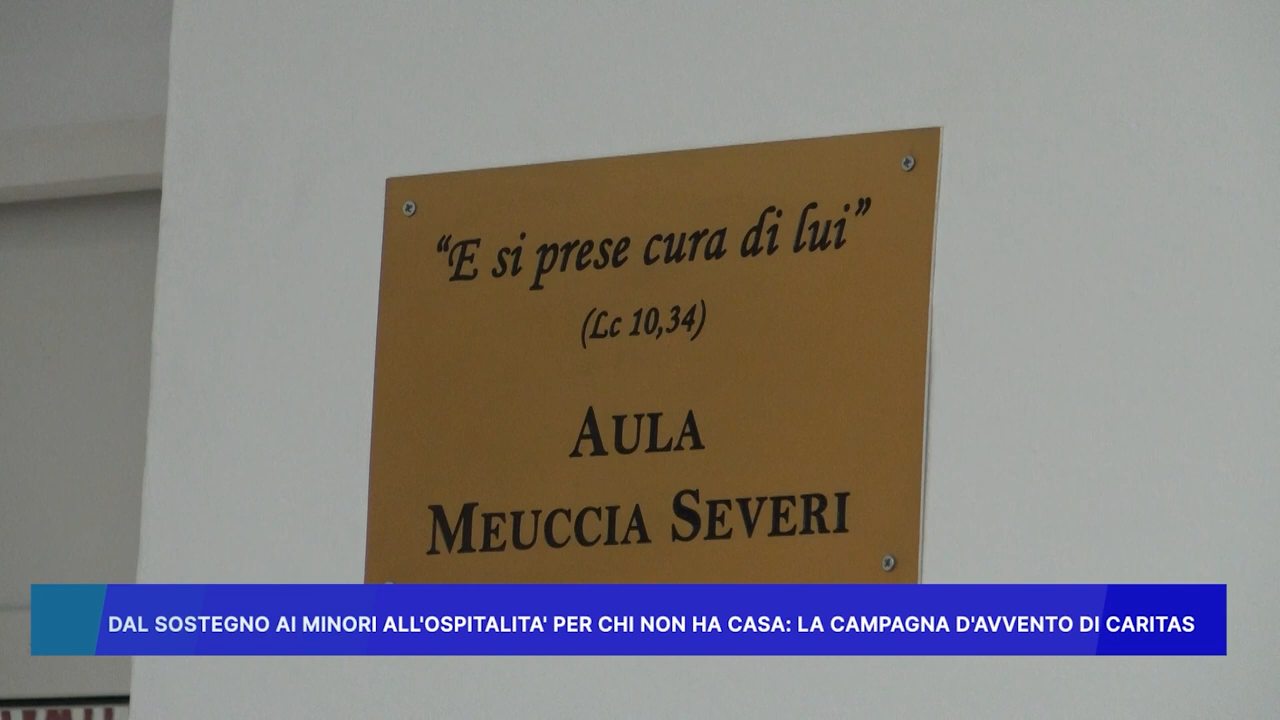 “E si prese cura di lui”
(Lc 10,34)
AULA
MEUCCIA SEVERI
DAL SOSTEGNO AI MINORI ALL'OSPITALITA' PER CHI NON HA CASA: LA CAMPAGNA D'AVVENTO DI CARITAS